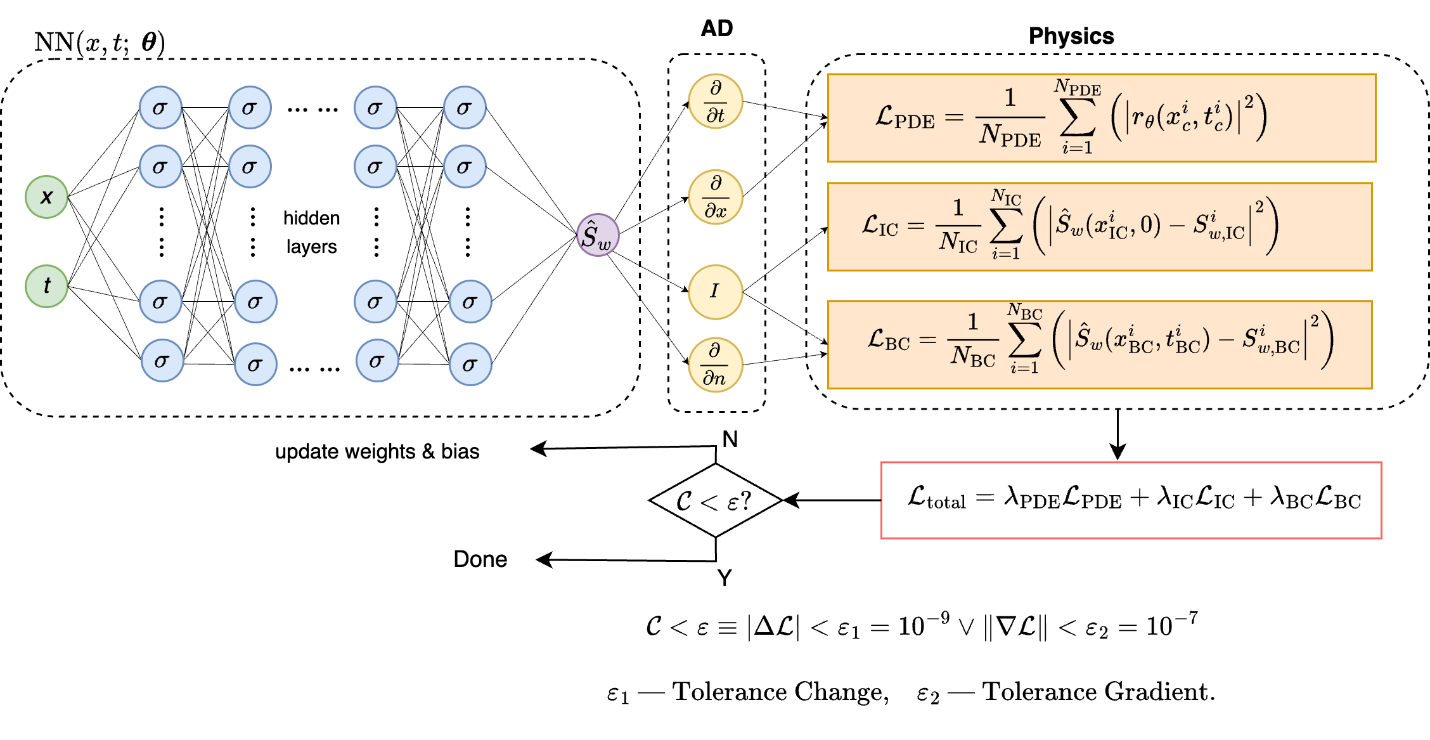 NN(x, t; θ)
AD
Physics
σ σ ... ... σ σ
∂/∂t
ℒ_PDE = 1/N_PDE ∑_{i=1}^{N_PDE} (|r_θ(x_c^i, t_c^i)|^2)
σ σ σ σ
x
∂/∂x
hidden
layers
Ŝ_w
ℒ_IC = 1/N_IC ∑_{i=1}^{N_IC} (|Ŝ_w(x_IC^i, 0) − S_{w,IC}^i|^2)
t
I
σ σ σ σ
ℒ_BC = 1/N_BC ∑_{i=1}^{N_BC} (|Ŝ_w(x_BC^i, t_BC^i) − S_{w,BC}^i|^2)
σ σ ... ... σ σ
∂/∂n
N
update weights & bias
𝒞 < ε?
ℒ_total = λ_PDE ℒ_PDE + λ_IC ℒ_IC + λ_BC ℒ_BC
Done
Y
𝒞 < ε ≡ |Δℒ| < ε_1 = 10^{−9} ∨ ‖∇ℒ‖ < ε_2 = 10^{−7}
ε_1 — Tolerance Change, ε_2 — Tolerance Gradient.